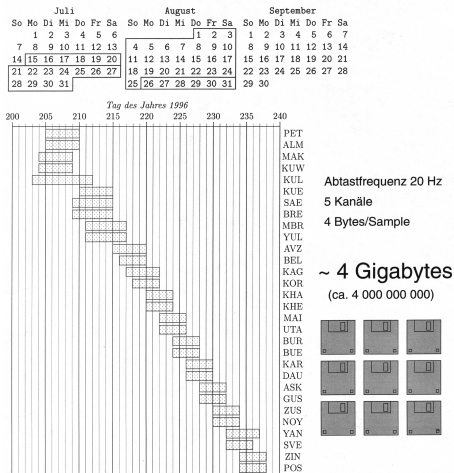 Juli
So Mo Di Mi Do Fr Sa
1 2 3 4 5 6
7 8 9 10 11 12 13
14 15 16 17 18 19 20
21 22 23 24 25 26 27
28 29 30 31
August
So Mo Di Mi Do Fr Sa
1 2 3
4 5 6 7 8 9 10
11 12 13 14 15 16 17
18 19 20 21 22 23 24
25 26 27 28 29 30 31
September
So Mo Di Mi Do Fr Sa
1 2 3 4 5 6 7
8 9 10 11 12 13 14
15 16 17 18 19 20 21
22 23 24 25 26 27 28
29 30
Tag des Jahres 1996
200 205 210 215 220 225 230 235 240
PET
ALM
MAK
KUW
KUL
KUE
SAE
BRE
MBR
YUL
AVZ
BEL
KAG
KOR
KHA
KHE
MAI
UTA
BUR
BUE
KAR
DAU
ASK
GUS
ZUS
NOY
YAN
SVE
ZIN
POS
Abtastfrequenz 20 Hz
5 Kanäle
4 Bytes/Sample
~ 4 Gigabytes
(ca. 4 000 000 000)